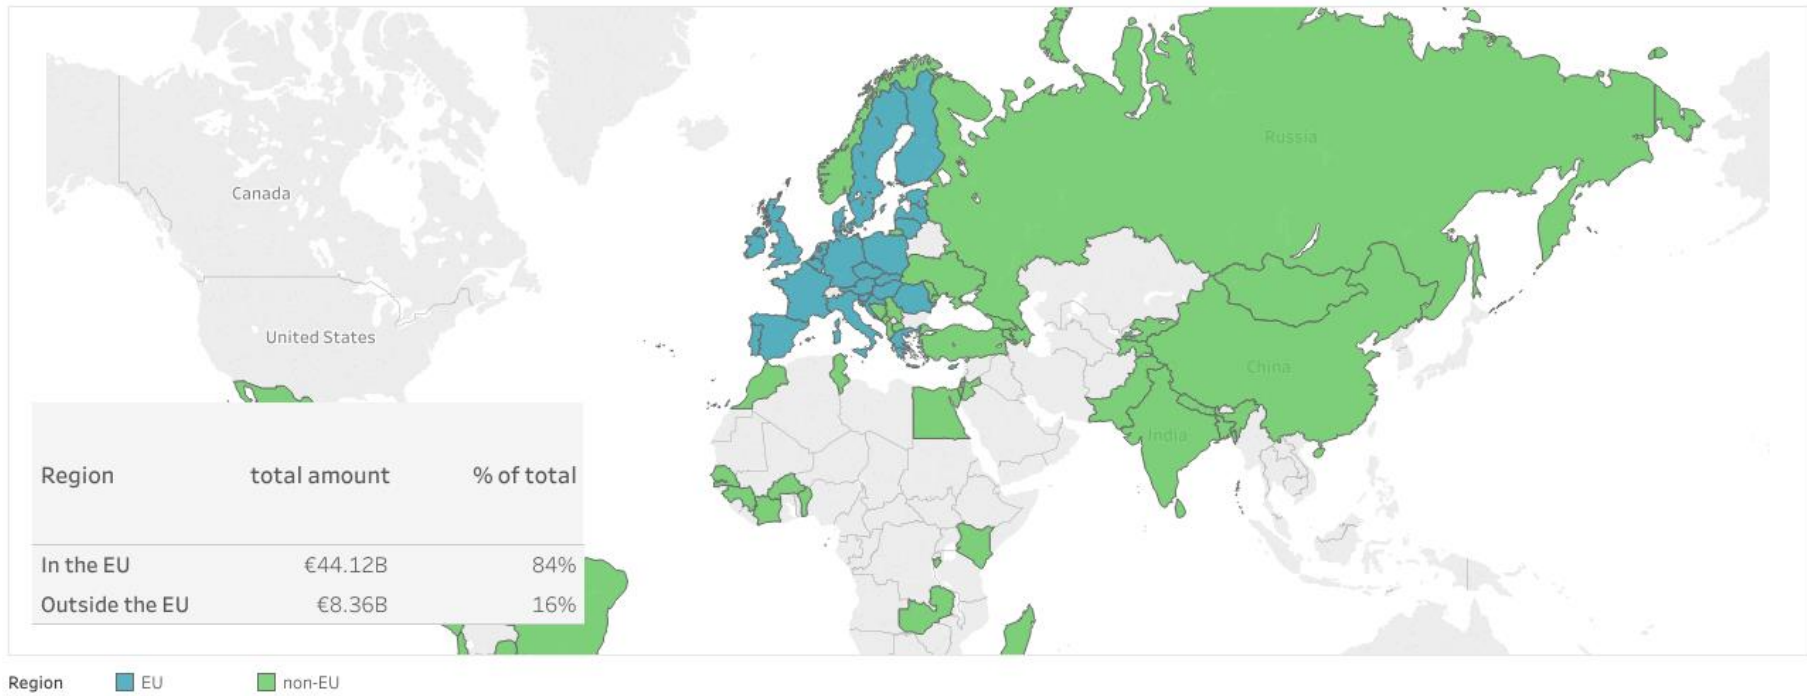 Russia
Canada
United States
China
India
Region total amount % of total
In the EU €44.12B 84%
Outside the EU €8.36B 16%
Region EU non-EU